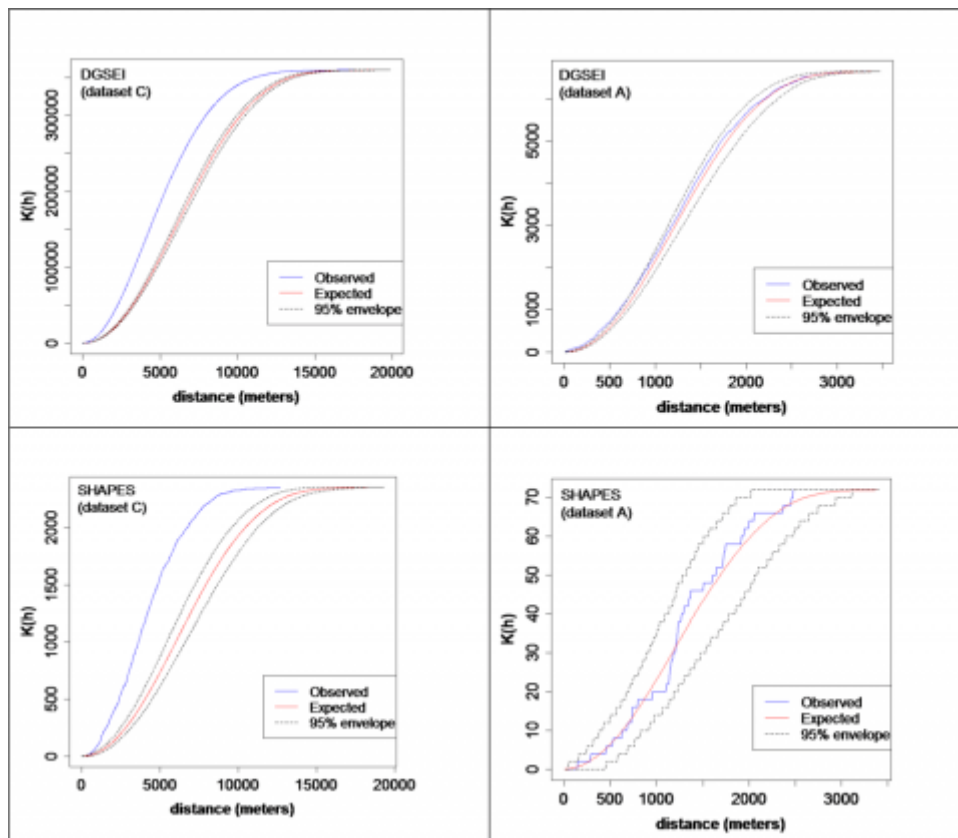 DGSEI
(dataset C)
K(h)
0
100000
200000
300000
Observed
Expected
95% envelope
0 5000 10000 15000 20000
distance (meters)
DGSEI
(dataset A)
K(h)
0
1000
3000
5000
Observed
Expected
95% envelope
0 500 1000 2000 3000
distance (meters)
SHAPES
(dataset C)
K(h)
0
500
1000
1500
2000
Observed
Expected
95% envelope
0 5000 10000 15000 20000
distance (meters)
SHAPES
(dataset A)
K(h)
0
10
20
30
40
50
60
70
Observed
Expected
95% envelope
0 500 1000 2000 3000
distance (meters)